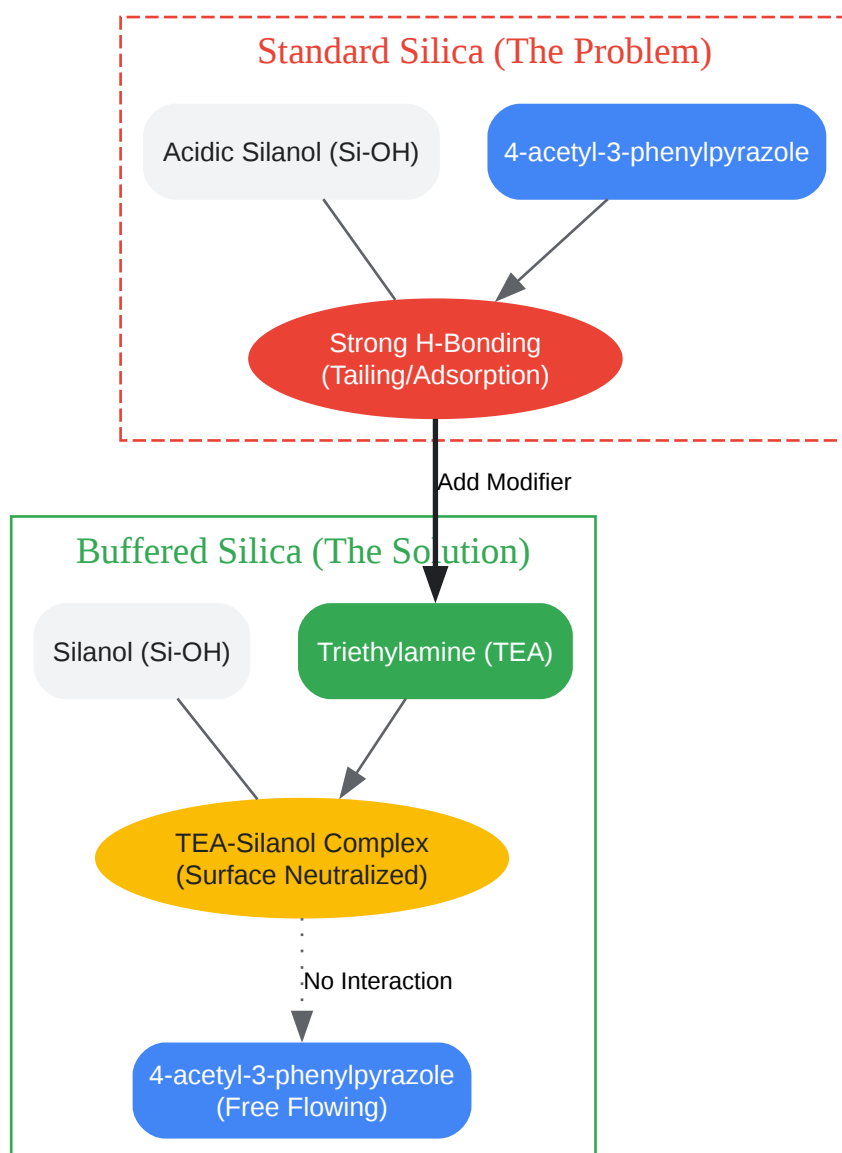 Standard Silica (The Problem)
Acidic Silanol (Si-OH)
4-acetyl-3-phenylpyrazole
Strong H-Bonding
(Tailing/Adsorption)
Add Modifier
Buffered Silica (The Solution)
Silanol (Si-OH)
Triethylamine (TEA)
TEA-Silanol Complex
(Surface Neutralized)
No Interaction
4-acetyl-3-phenylpyrazole
(Free Flowing)